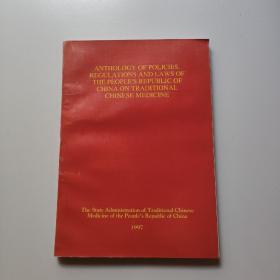 ANTHOLOGY OF POLICIES,
REGULATIONS AND LAWS OF
THE PEOPLE'S REPUBLIC OF
CHINA ON TRADITIONAL
CHINESE MEDICINE
The State Administration of Traditional Chinese
Medicine of the People's Republic of China
1997